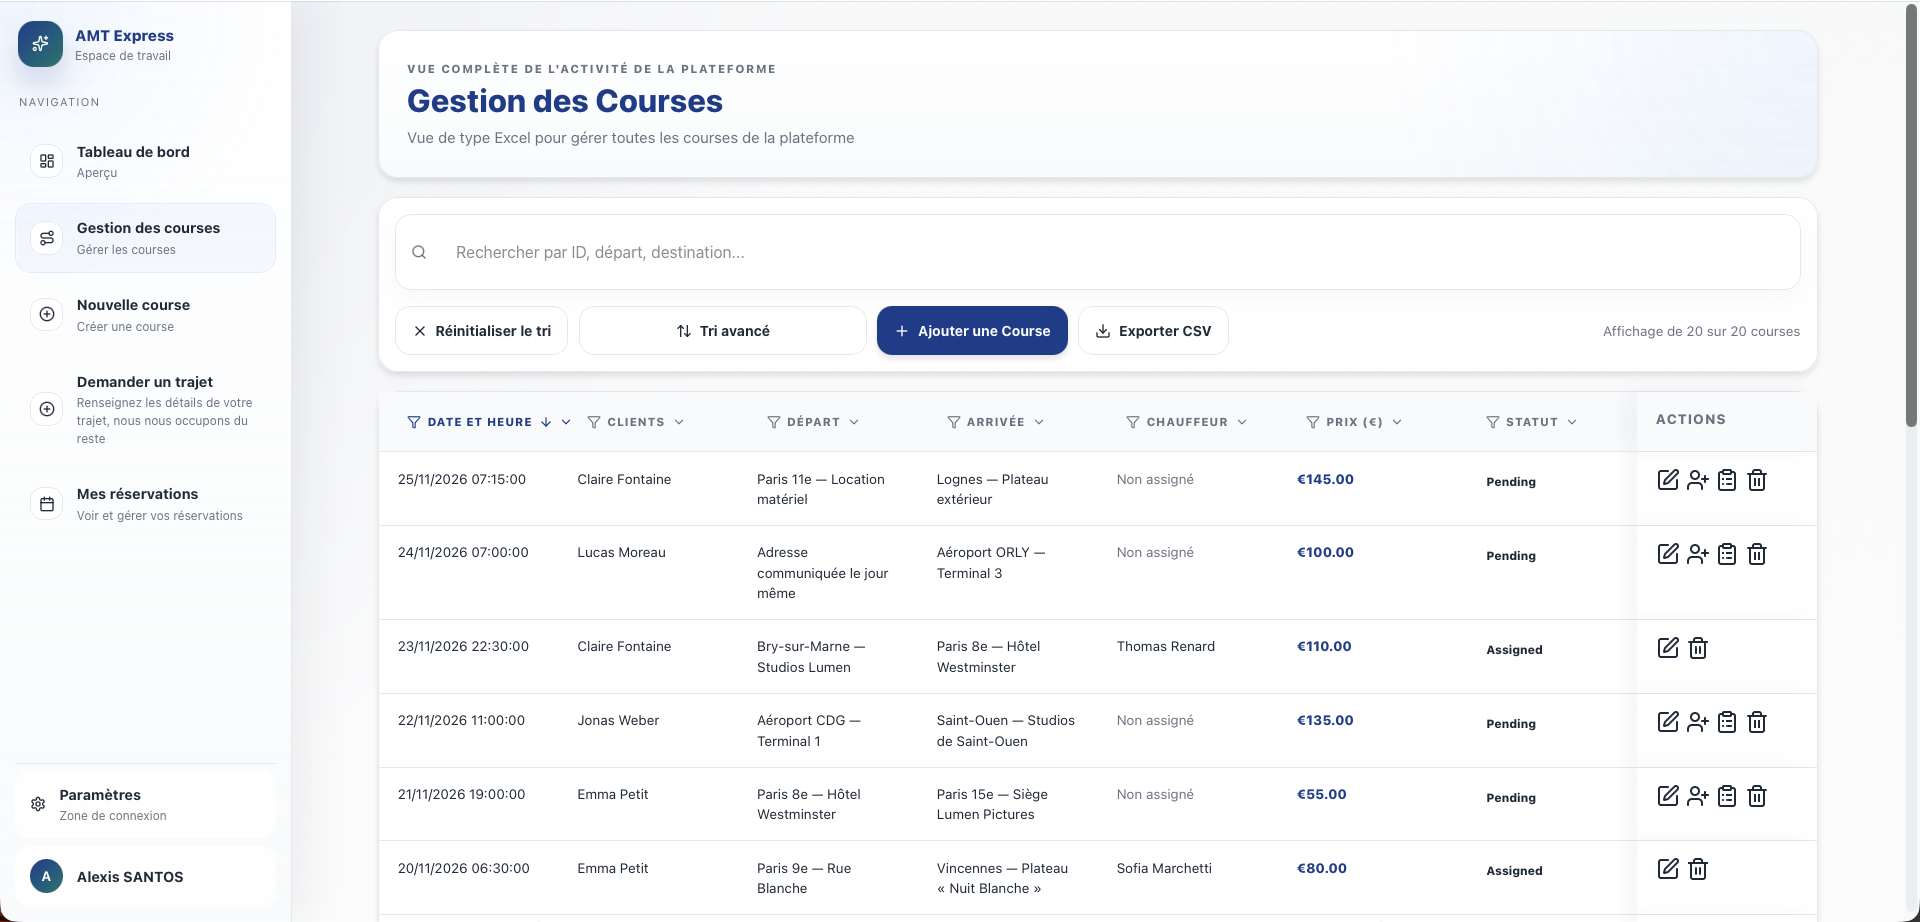 AMT Express
Espace de travail
NAVIGATION
Tableau de bord
Aperçu
Gestion des courses
Gérer les courses
Nouvelle course
Créer une course
Demander un trajet
Renseignez les détails de votre
trajet, nous nous occupons du
reste
Mes réservations
Voir et gérer vos réservations
Paramètres
Zone de connexion
A
Alexis SANTOS
VUE COMPLÈTE DE L'ACTIVITÉ DE LA PLATEFORME
Gestion des Courses
Vue de type Excel pour gérer toutes les courses de la plateforme
Rechercher par ID, départ, destination...
Réinitialiser le tri
Tri avancé
Ajouter une Course
Exporter CSV
Affichage de 20 sur 20 courses
DATE ET HEURE CLIENTS DÉPART ARRIVÉE CHAUFFEUR PRIX (€) STATUT ACTIONS
25/11/2026 07:15:00 Claire Fontaine Paris 11e — Location Lognes — Plateau Non assigné €145.00 Pending
matériel extérieur
24/11/2026 07:00:00 Lucas Moreau Adresse Aéroport ORLY — Non assigné €100.00 Pending
communiquée le jour Terminal 3
même
23/11/2026 22:30:00 Claire Fontaine Bry-sur-Marne — Paris 8e — Hôtel Thomas Renard €110.00 Assigned
Studios Lumen Westminster
22/11/2026 11:00:00 Jonas Weber Aéroport CDG — Saint-Ouen — Studios Non assigné €135.00 Pending
Terminal 1 de Saint-Ouen
21/11/2026 19:00:00 Emma Petit Paris 8e — Hôtel Paris 15e — Siège Non assigné €55.00 Pending
Westminster Lumen Pictures
20/11/2026 06:30:00 Emma Petit Paris 9e — Rue Vincennes — Plateau Sofia Marchetti €80.00 Assigned
Blanche « Nuit Blanche »